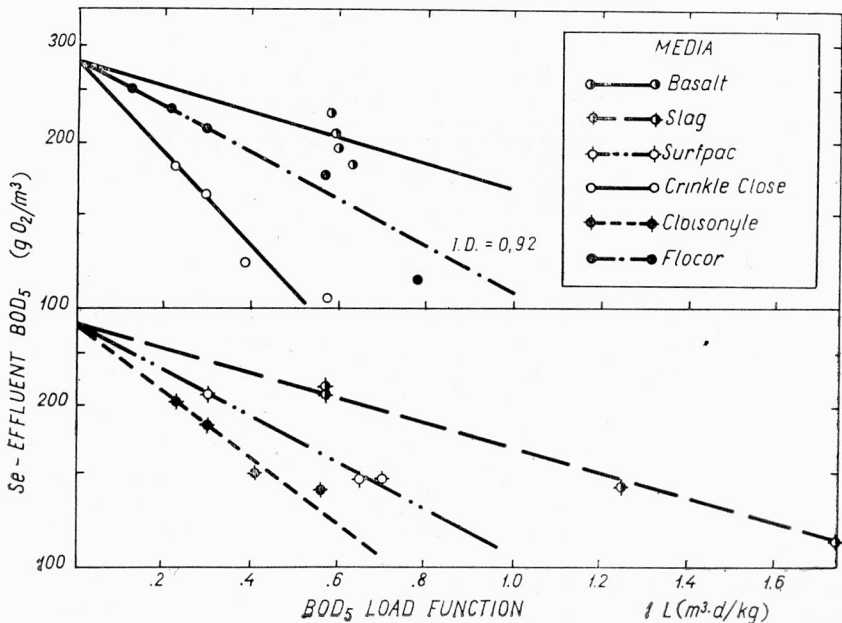 300
200
100
200
100
Se - EFFLUENT BOD5 (g O2/m³)
I.D. = 0,92
MEDIA
Basalt
Slag
Surfpac
Crinkle Close
Cloisonyle
Flocor
.2 .4 .6 .8 1.0 1.2 1.4 1.6
BOD5 LOAD FUNCTION 1 L(m³·d/kg)